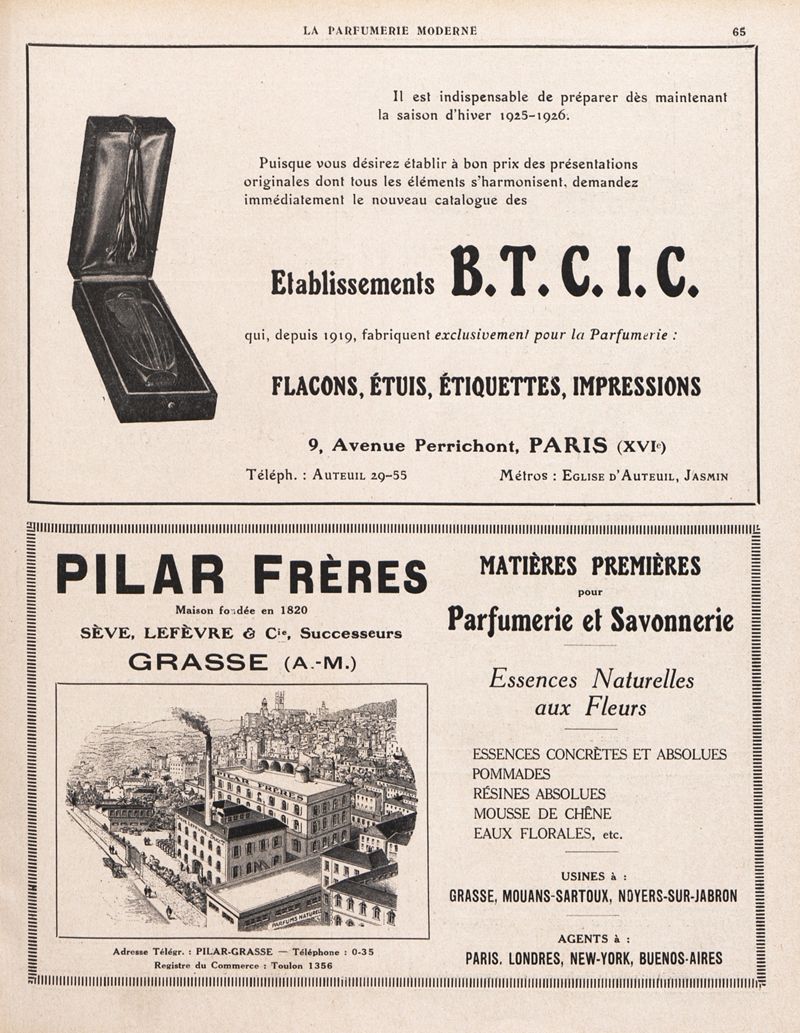 LA PARFUMERIE MODERNE
65
Il est indispensable de préparer dès maintenant
la saison d'hiver 1925-1926.
Puisque vous désirez établir à bon prix des présentations
originales dont tous les éléments s'harmonisent, demandez
immédiatement le nouveau catalogue des
Etablissements B.T.C.I.C.
qui, depuis 1919, fabriquent exclusivement pour la Parfumerie :
FLACONS, ÉTUIS, ÉTIQUETTES, IMPRESSIONS
9, Avenue Perrichont, PARIS (XVIe)
Téléph. : AUTEUIL 29-55
Métros : EGLISE D'AUTEUIL, JASMIN
PILAR FRÈRES
Maison fondée en 1820
SÈVE, LEFÈVRE & Cie, Successeurs
GRASSE (A.-M.)
PILAR FRÈRES
PARFUMS NATURELS
Adresse Télégr. : PILAR-GRASSE — Téléphone : 0-35
Registre du Commerce : Toulon 1356
MATIÈRES PREMIÈRES
pour
Parfumerie et Savonnerie
Essences Naturelles
aux Fleurs
ESSENCES CONCRÈTES ET ABSOLUES
POMMADES
RÉSINES ABSOLUES
MOUSSE DE CHÊNE
EAUX FLORALES, etc.
USINES à :
GRASSE, MOUANS-SARTOUX, NOYERS-SUR-JABRON
AGENTS à :
PARIS, LONDRES, NEW-YORK, BUENOS-AIRES